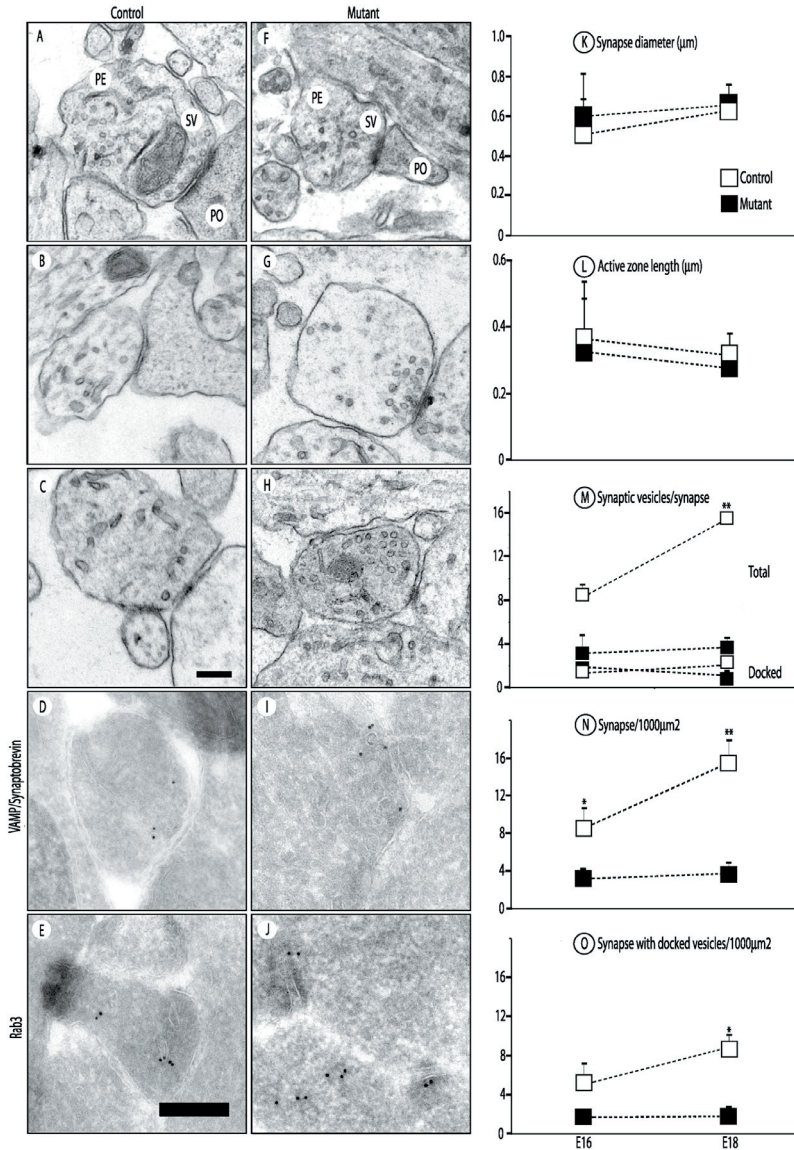 Control
Mutant
A
PE
SV
PO
F
PE
SV
PO
B
G
C
H
VAMP/Synaptobrevin
D
I
Rab3
E
J
K Synapse diameter (μm)
1.0
0.8
0.6
0.4
0.2
0
Control
Mutant
L Active zone length (μm)
0.6
0.4
0.2
0
M Synaptic vesicles/synapse
**
16
12
8
4
0
Total
Docked
N Synapse/1000μm2
**
*
16
12
8
4
0
O Synapse with docked vesicles/1000μm2
*
16
12
8
4
0
E16
E18